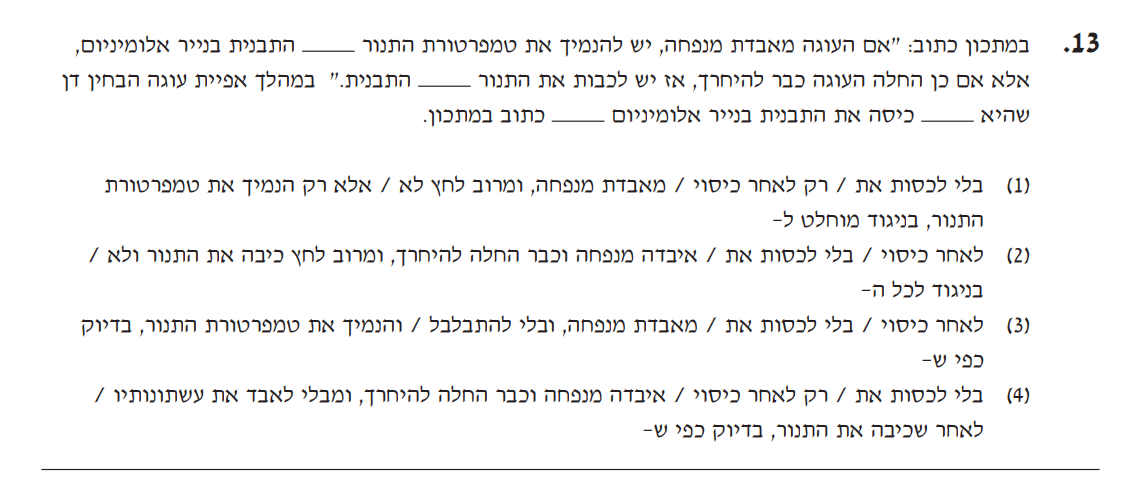 13. במתכון כתוב: "אם העוגה מאבדת מנפחה, יש להנמיך את טמפרטורת התנור _____ התבנית בנייר אלומיניום,
אלא אם כן החלה העוגה כבר להיחרך, אז יש לכבות את התנור _____ התבנית." במהלך אפיית עוגה הבחין דן
שהיא _____ כיסה את התבנית בנייר אלומיניום _____ כתוב במתכון.
(1) בלי לכסות את / רק לאחר כיסוי / מאבדת מנפחה, ומרוב לחץ לא / אלא רק הנמיך את טמפרטורת
התנור, בניגוד מוחלט ל-
(2) לאחר כיסוי / בלי לכסות את / איבדה מנפחה וכבר החלה להיחרך, ומרוב לחץ כיבה את התנור ולא /
בניגוד לכל ה-
(3) לאחר כיסוי / בלי לכסות את / מאבדת מנפחה, ובלי להתבלבל / והנמיך את טמפרטורת התנור, בדיוק
כפי ש-
(4) בלי לכסות את / רק לאחר כיסוי / איבדה מנפחה וכבר החלה להיחרך, ומבלי לאבד את עשתונותיו /
לאחר שכיבה את התנור, בדיוק כפי ש-